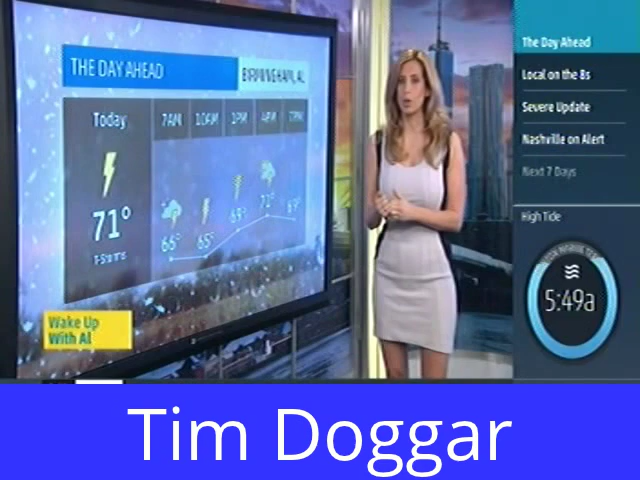 THE DAY AHEAD
BIRMINGHAM, AL
Today
7AM 10AM 1PM 4PM 7PM
71°
T-Storms
66° 65° 69° 71° 69°
Wake Up
With Al
The Day Ahead
Local on the 8s
Severe Update
Nashville on Alert
Next 7 Days
High Tide
5:49a
Tim Doggar